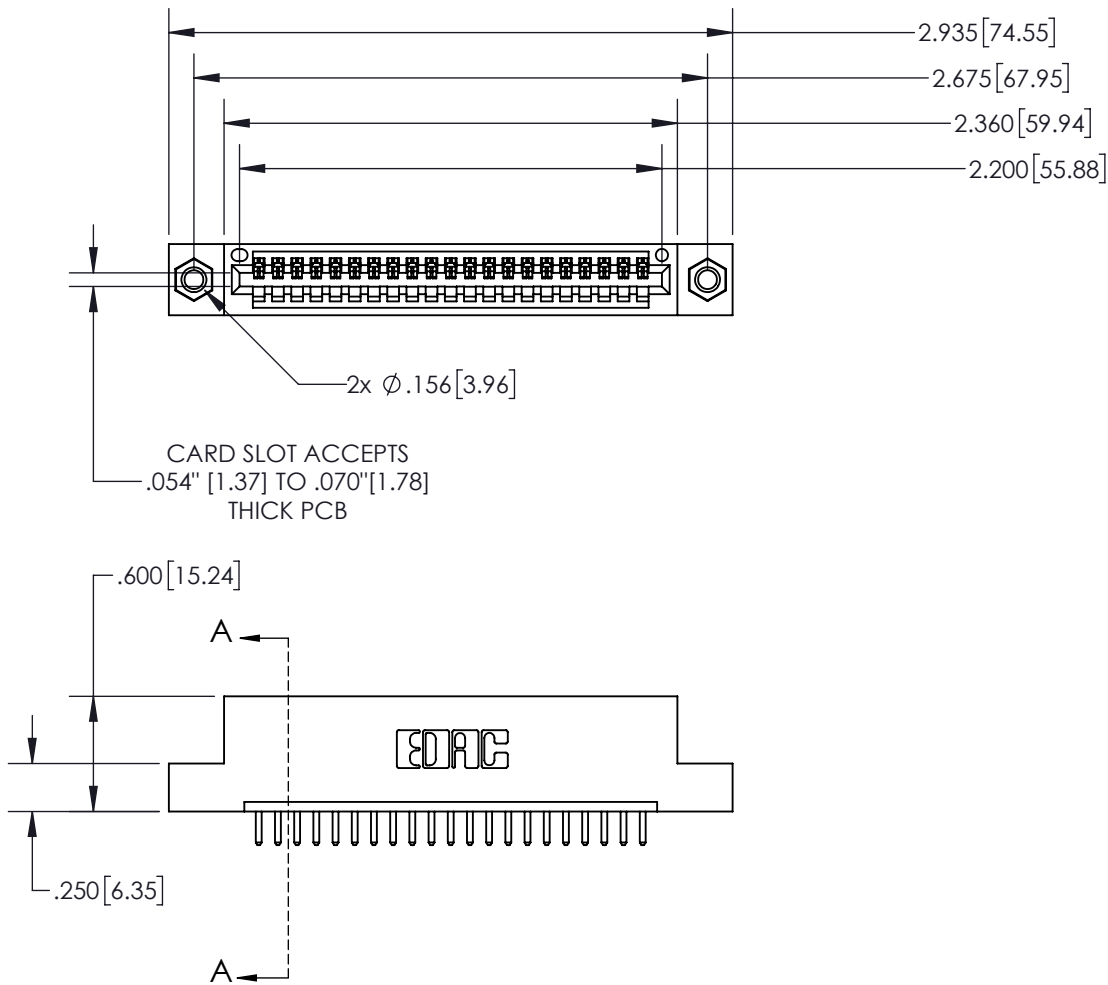 2.935[74.55]
2.675[67.95]
2.360[59.94]
2.200[55.88]
2x ∅.156[3.96]
CARD SLOT ACCEPTS
.054" [1.37] TO .070"[1.78]
THICK PCB
.600[15.24]
A
EDAC
.250[6.35]
A